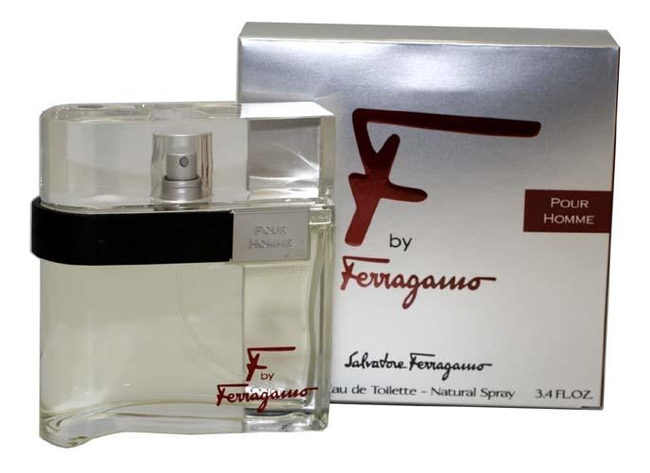 POUR
HOMME
F
by
Ferragamo
F
by
Ferragamo
POUR
HOMME
Salvatore Ferragamo
au de Toilette - Natural Spray 3.4 FL.OZ.